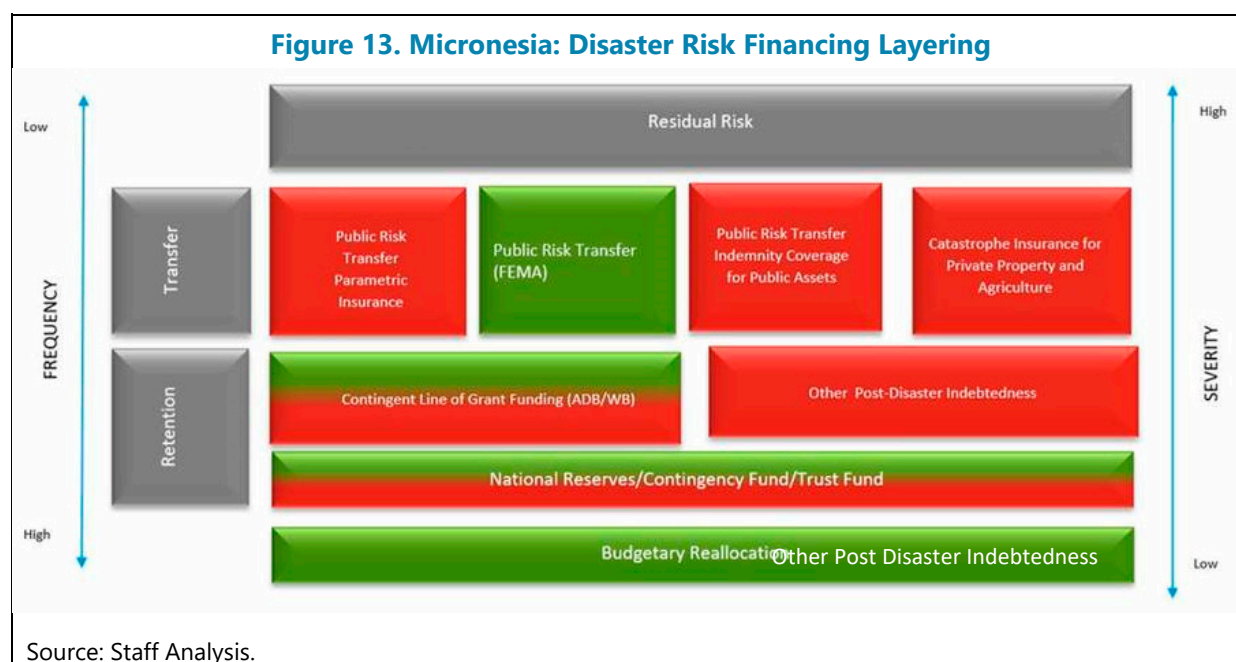 Figure 13. Micronesia: Disaster Risk Financing Layering
Low
High
Residual Risk
FREQUENCY
Transfer
Public Risk
Transfer
Parametric
Insurance
Public Risk Transfer
(FEMA)
Public Risk Transfer
Indemnity Coverage
for Public Assets
Catastrophe Insurance for
Private Property and
Agriculture
SEVERITY
Retention
Contingent Line of Grant Funding (ADB/WB)
Other Post-Disaster Indebtedness
National Reserves/Contingency Fund/Trust Fund
High
Budgetary Reallocation
Other Post Disaster Indebtedness
Low
Source: Staff Analysis.